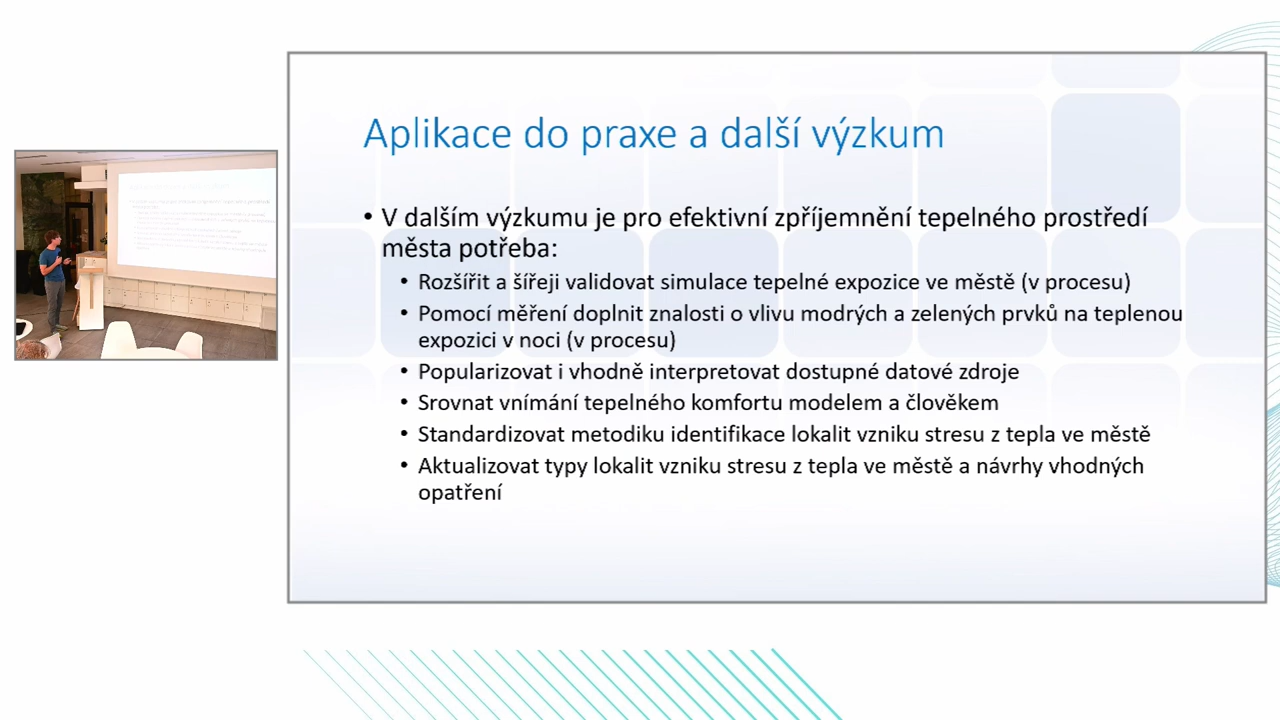 Aplikace do praxe a další výzkum
• V dalším výzkumu je pro efektivní zpříjemnění tepelného prostředí
města potřeba:
• Rozšířit a šířeji validovat simulace tepelné expozice ve městě (v procesu)
• Pomocí měření doplnit znalosti o vlivu modrých a zelených prvků na teplenou
expozici v noci (v procesu)
• Popularizovat i vhodně interpretovat dostupné datové zdroje
• Srovnat vnímání tepelného komfortu modelem a člověkem
• Standardizovat metodiku identifikace lokalit vzniku stresu z tepla ve městě
• Aktualizovat typy lokalit vzniku stresu z tepla ve městě a návrhy vhodných
opatření